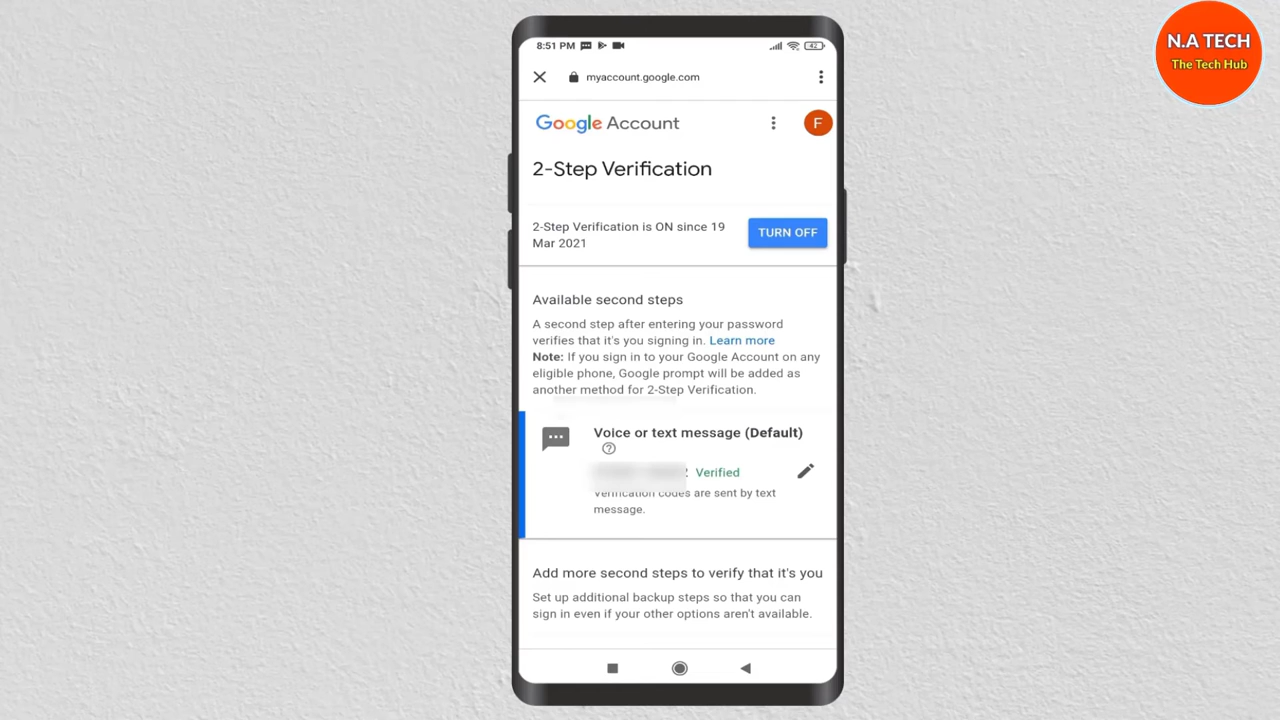 N.A TECH
The Tech Hub
8:51 PM
42
myaccount.google.com
Google Account
F
2-Step Verification
2-Step Verification is ON since 19
Mar 2021
TURN OFF
Available second steps
A second step after entering your password
verifies that it's you signing in. Learn more
Note: If you sign in to your Google Account on any
eligible phone, Google prompt will be added as
another method for 2-Step Verification.
Voice or text message (Default)
Verified
Verification codes are sent by text
message.
Add more second steps to verify that it's you
Set up additional backup steps so that you can
sign in even if your other options aren't available.